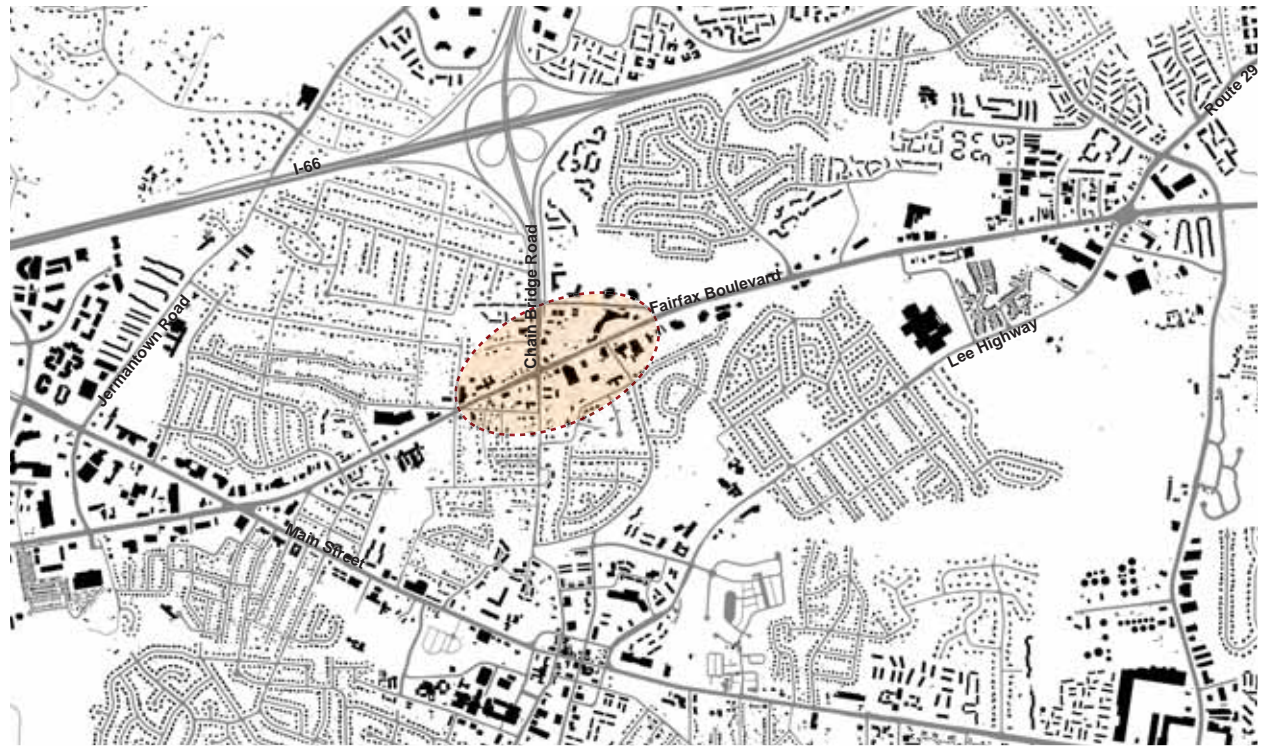 Route 29
I-66
Chain Bridge Road
Fairfax Boulevard
Jermantown Road
Lee Highway
Main Street